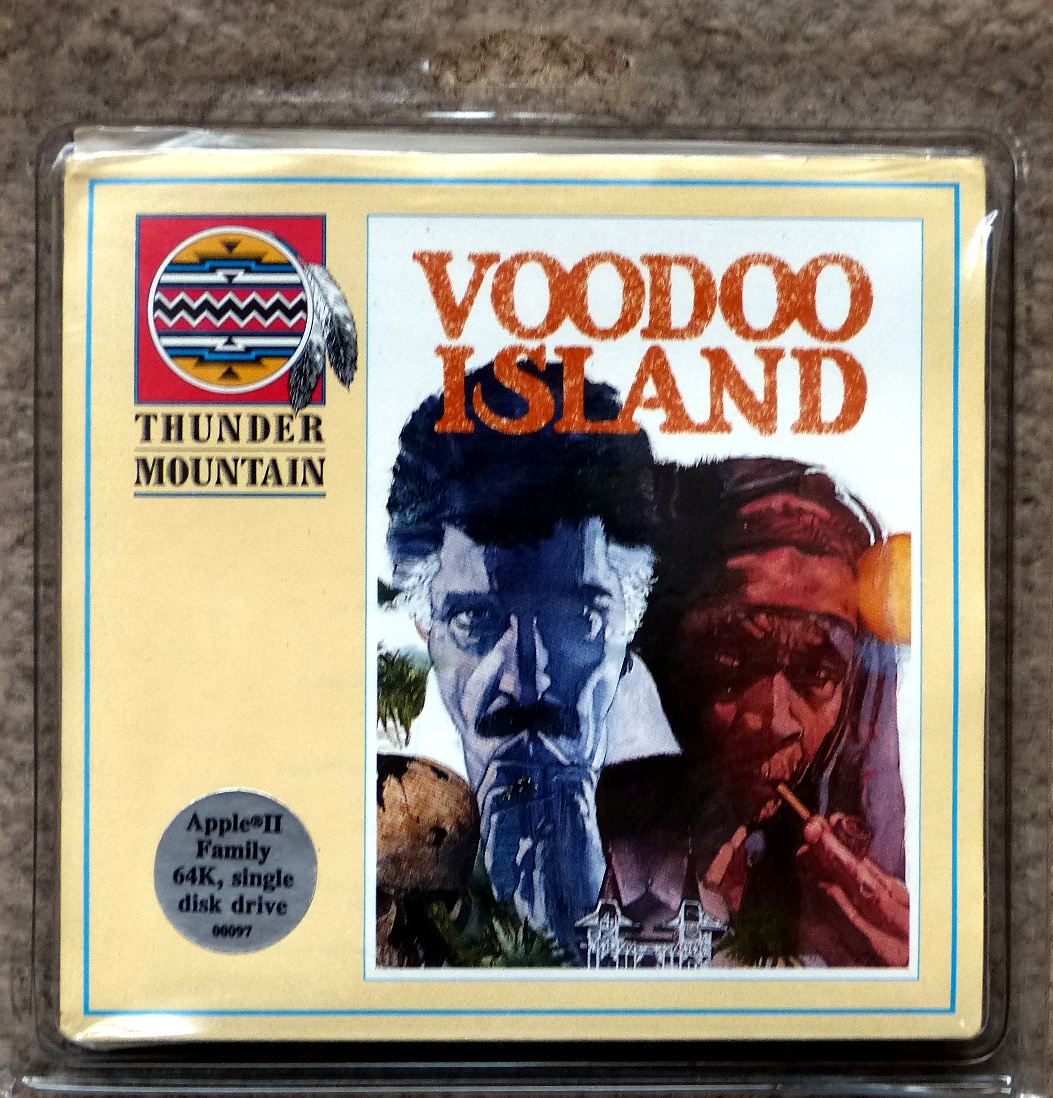 VOODOO
ISLAND
THUNDER
MOUNTAIN
Apple®II
Family
64K, single
disk drive
00097